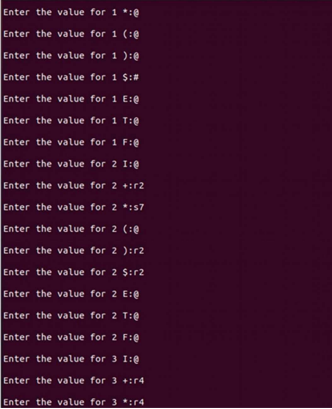 Enter the value for 1 *:@
Enter the value for 1 (:@
Enter the value for 1 ):@
Enter the value for 1 $:#
Enter the value for 1 E:@
Enter the value for 1 T:@
Enter the value for 1 F:@
Enter the value for 2 I:@
Enter the value for 2 +:r2
Enter the value for 2 *:s7
Enter the value for 2 (:@
Enter the value for 2 ):r2
Enter the value for 2 $:r2
Enter the value for 2 E:@
Enter the value for 2 T:@
Enter the value for 2 F:@
Enter the value for 3 I:@
Enter the value for 3 +:r4
Enter the value for 3 *:r4